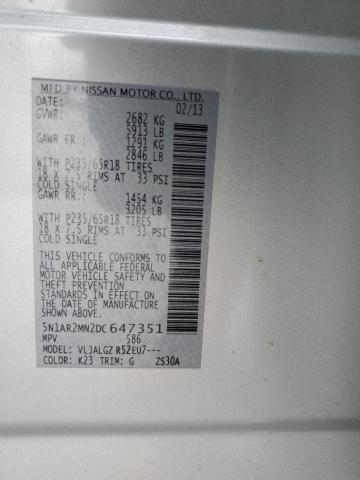 MFD BY NISSAN MOTOR CO., LTD.
DATE: 02/13
GVWR: 2682 KG
5913 LB
GAWR FR.: 1291 KG
2846 LB
WITH P235/65R18 TIRES
18 X 7.5 RIMS AT 33 PSI
COLD SINGLE
GAWR RR.: 1454 KG
3205 LB
WITH P235/65R18 TIRES
18 X 7.5 RIMS AT 33 PSI
COLD SINGLE
THIS VEHICLE CONFORMS TO ALL
APPLICABLE FEDERAL
MOTOR VEHICLE SAFETY AND
THEFT PREVENTION
STANDARDS IN EFFECT ON THE
DATE OF MANUFACTURE
SHOWN ABOVE.
5N1AR2MN2DC647351
MPV 586
MODEL: VLJALGZ R52EU7---
COLOR: K23 TRIM: G ZS30A